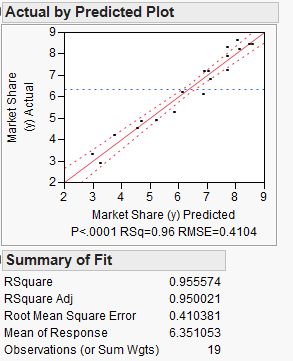 Actual by Predicted Plot
Market Share
(y) Actual
9
8
7
6
5
4
3
2
2 3 4 5 6 7 8 9
Market Share (y) Predicted
P<.0001 RSq=0.96 RMSE=0.4104
Summary of Fit
RSquare 0.955574
RSquare Adj 0.950021
Root Mean Square Error 0.410381
Mean of Response 6.351053
Observations (or Sum Wgts) 19